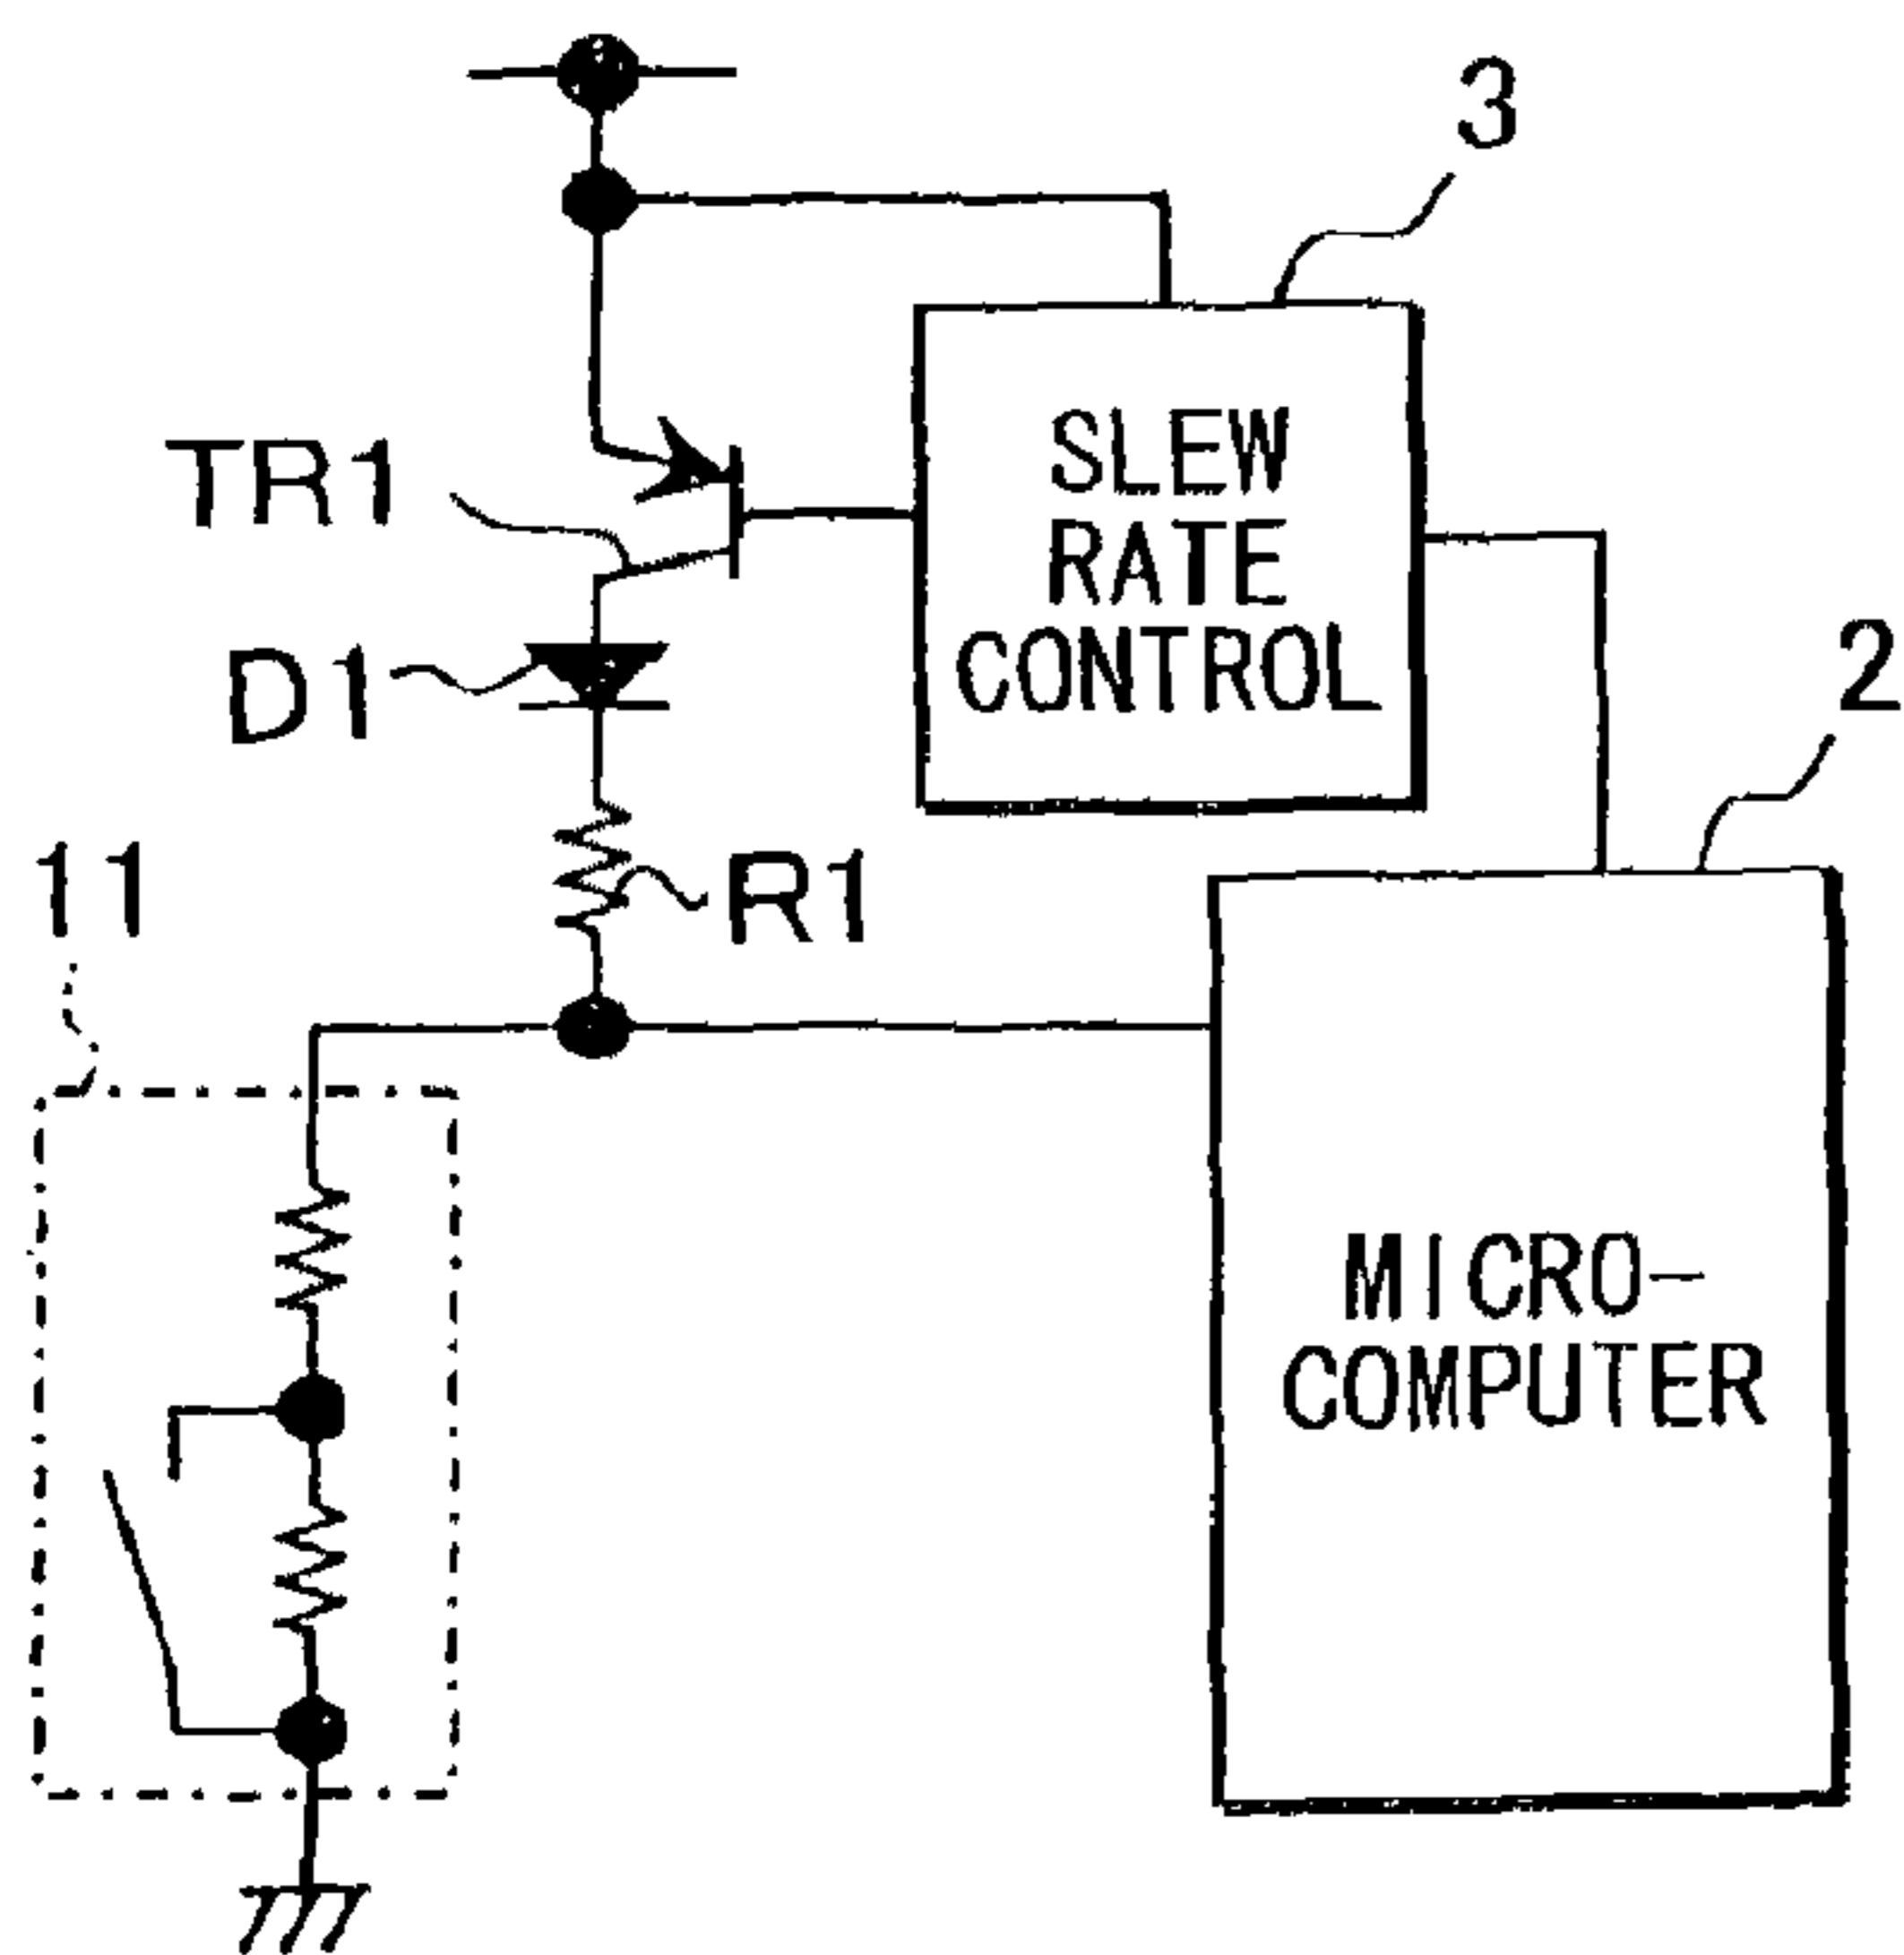 3
TR1
SLEW
RATE
CONTROL
D1
2
11
R1
MICRO-
COMPUTER